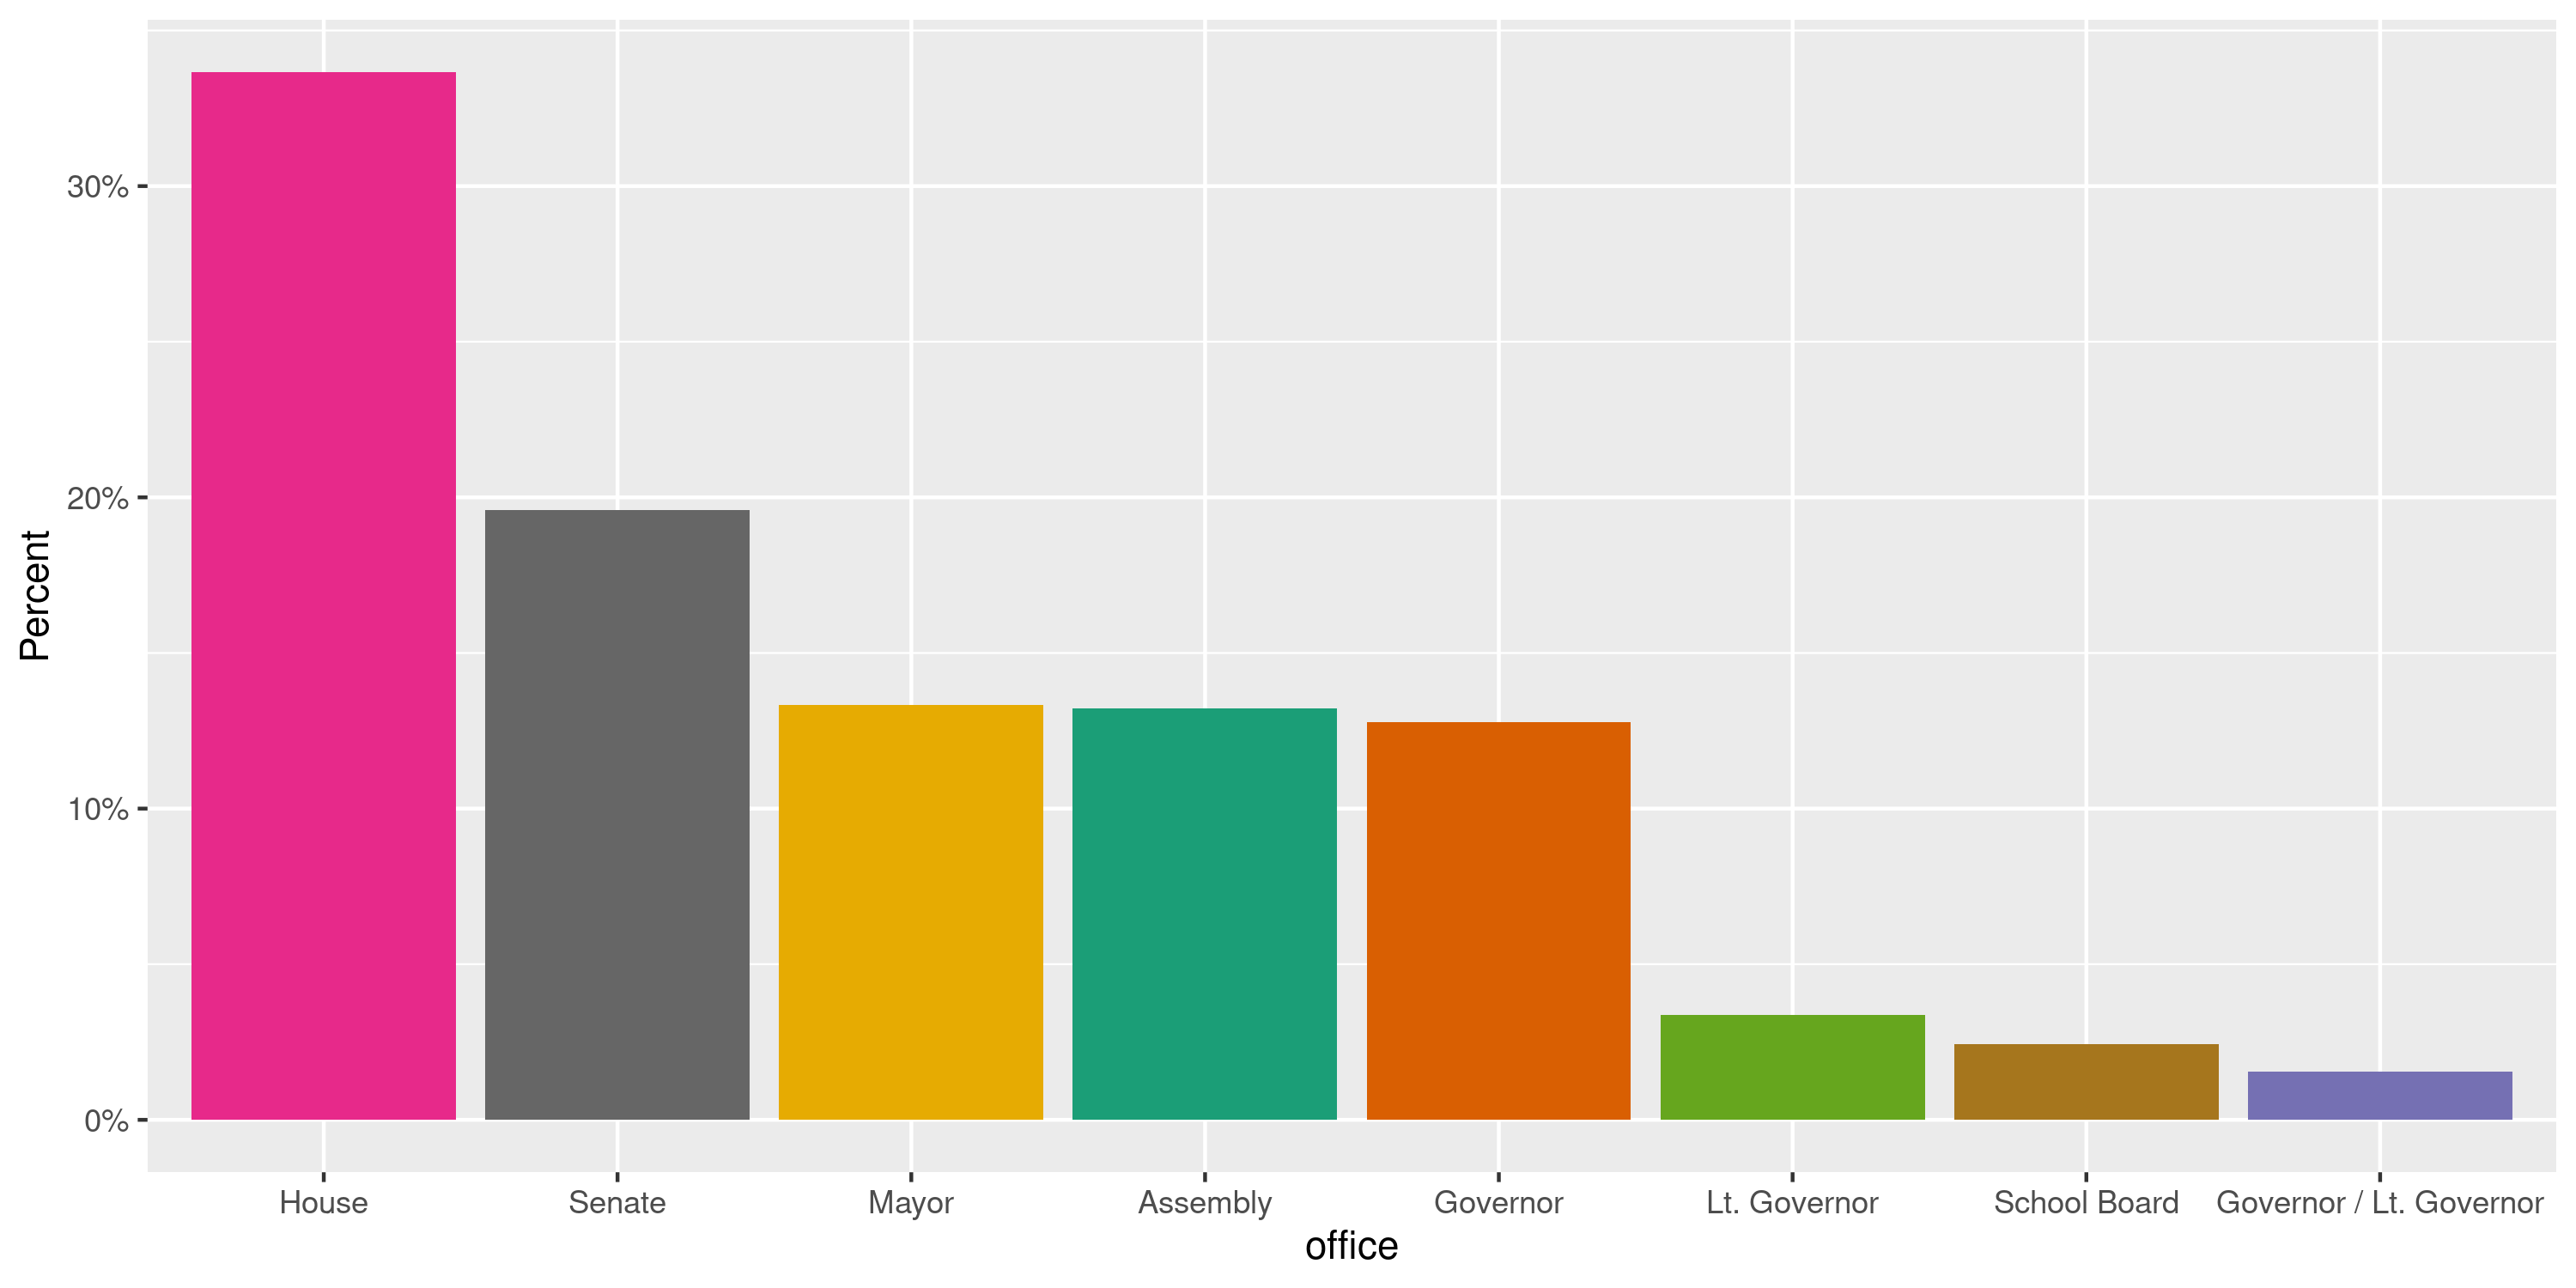 Percent
30%
20%
10%
0%
House Senate Mayor Assembly Governor Lt. Governor School Board Governor / Lt. Governor
office